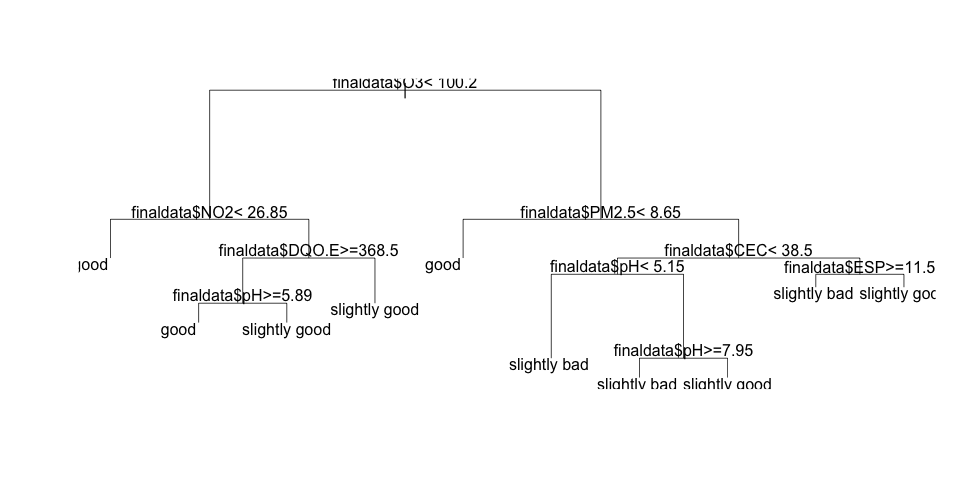 finaldata$O3< 100.2
finaldata$NO2< 26.85
finaldata$PM2.5< 8.65
finaldata$DQO.E>=368.5
finaldata$CEC< 38.5
good
good
finaldata$pH< 5.15
finaldata$ESP>=11.5
finaldata$pH>=5.89
slightly bad
slightly good
slightly good
good
slightly good
finaldata$pH>=7.95
slightly bad
slightly bad
slightly good